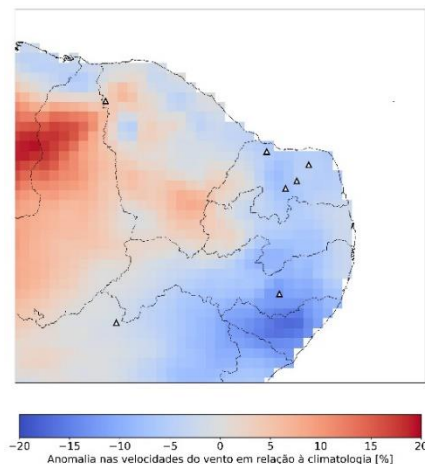 −20 −15 −10 −5 0 5 10 15 20
Anomalia nas velocidades do vento em relação à climatologia [%]